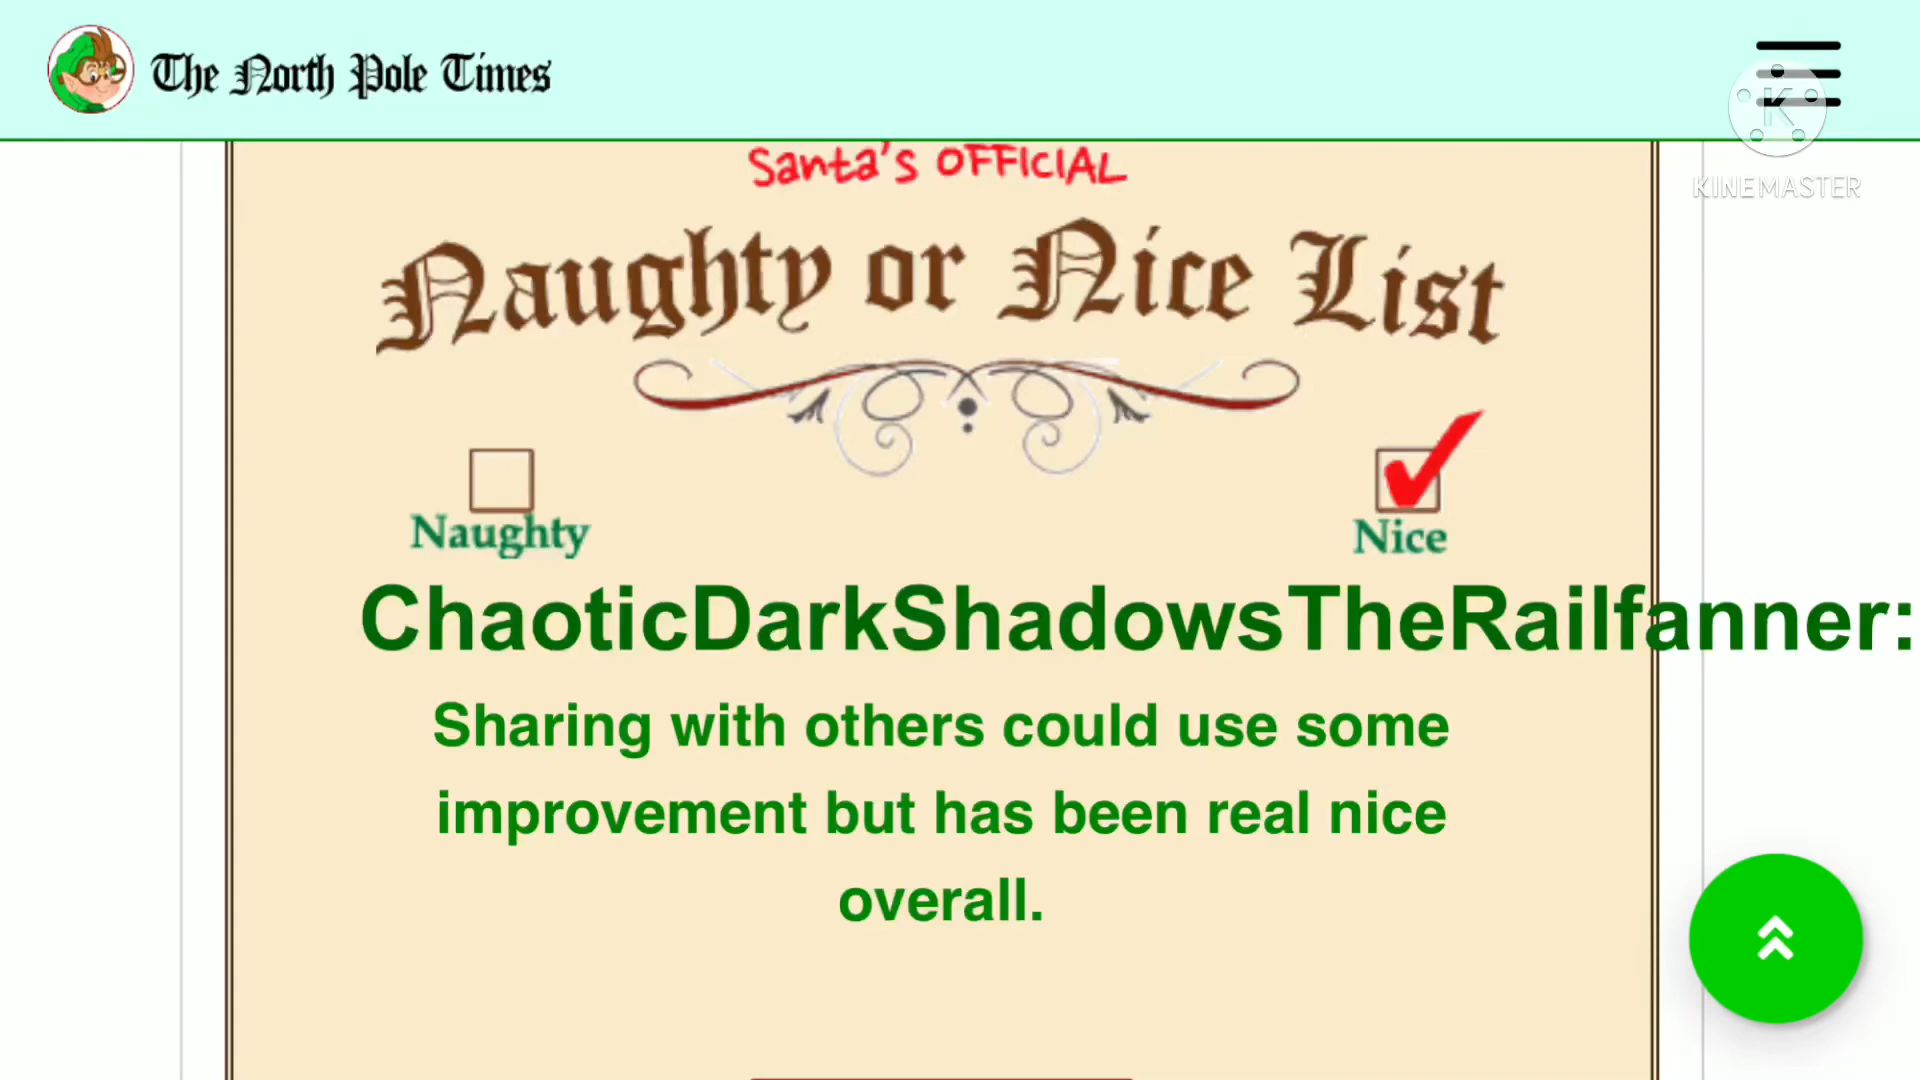 The North Pole Times
K
KINEMASTER
Santa's OFFICIAL
Naughty or Nice List
Naughty
Nice
ChaoticDarkShadowsTheRailfanner:
Sharing with others could use some
improvement but has been real nice
overall.